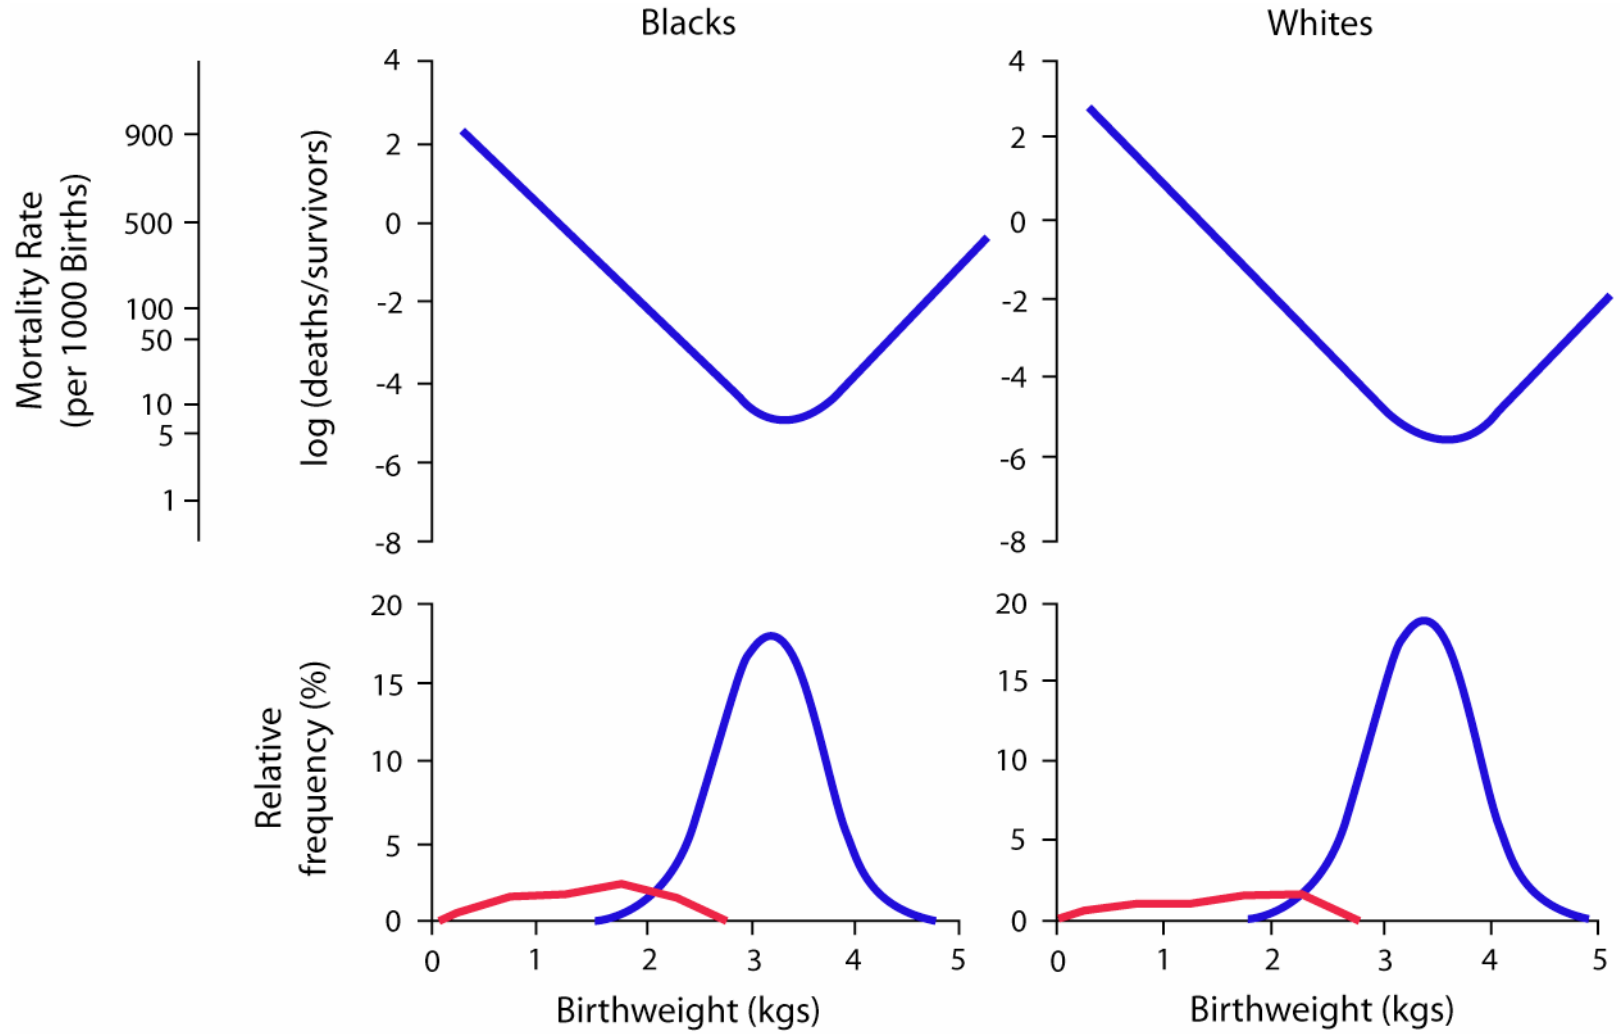 Blacks
Whites
Mortality Rate
(per 1000 Births)
900
500
100
50
10
5
1
log (deaths/survivors)
4
2
0
-2
-4
-6
-8
4
2
0
-2
-4
-6
-8
Relative
frequency (%)
20
15
10
5
0
0 1 2 3 4 5
Birthweight (kgs)
20
15
10
5
0
0 1 2 3 4 5
Birthweight (kgs)